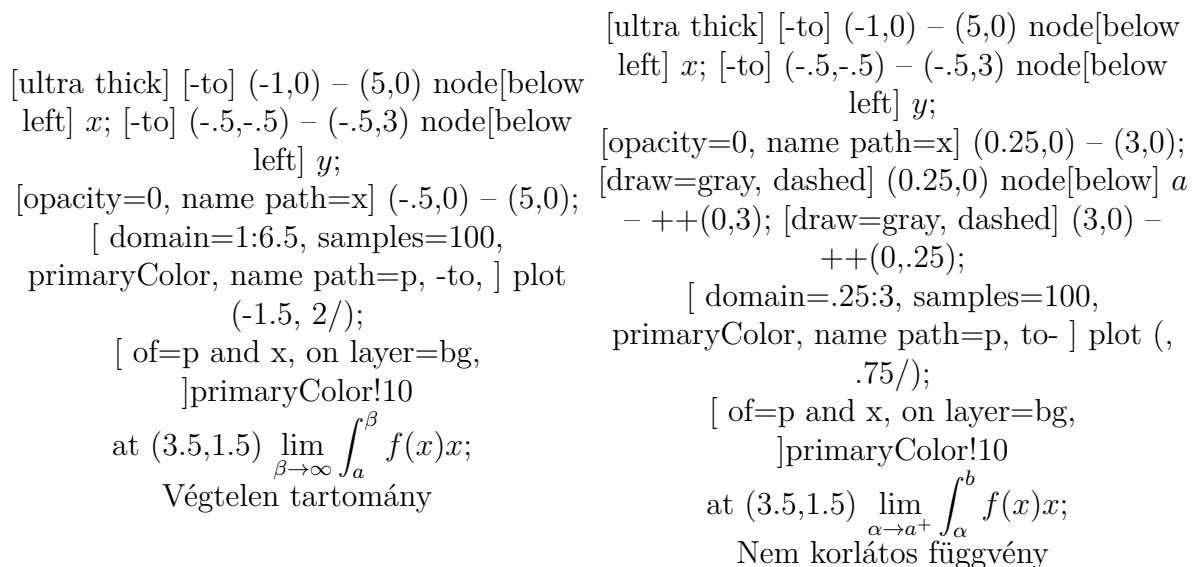 [ultra thick] [-to] (-1,0) – (5,0) node[below
left] x; [-to] (-.5,-.5) – (-.5,3) node[below
left] y;
[opacity=0, name path=x] (-.5,0) – (5,0);
[ domain=1:6.5, samples=100,
primaryColor, name path=p, -to, ] plot
(-1.5, 2/);
[ of=p and x, on layer=bg,
]primaryColor!10
at (3.5,1.5) lim β→∞ ∫_a^β f(x)x;
Végtelen tartomány
[ultra thick] [-to] (-1,0) – (5,0) node[below
left] x; [-to] (-.5,-.5) – (-.5,3) node[below
left] y;
[opacity=0, name path=x] (0.25,0) – (3,0);
[draw=gray, dashed] (0.25,0) node[below] a
– ++(0,3); [draw=gray, dashed] (3,0) –
++(0,.25);
[ domain=.25:3, samples=100,
primaryColor, name path=p, to- ] plot (,
.75/);
[ of=p and x, on layer=bg,
]primaryColor!10
at (3.5,1.5) lim α→a⁺ ∫_α^b f(x)x;
Nem korlátos függvény